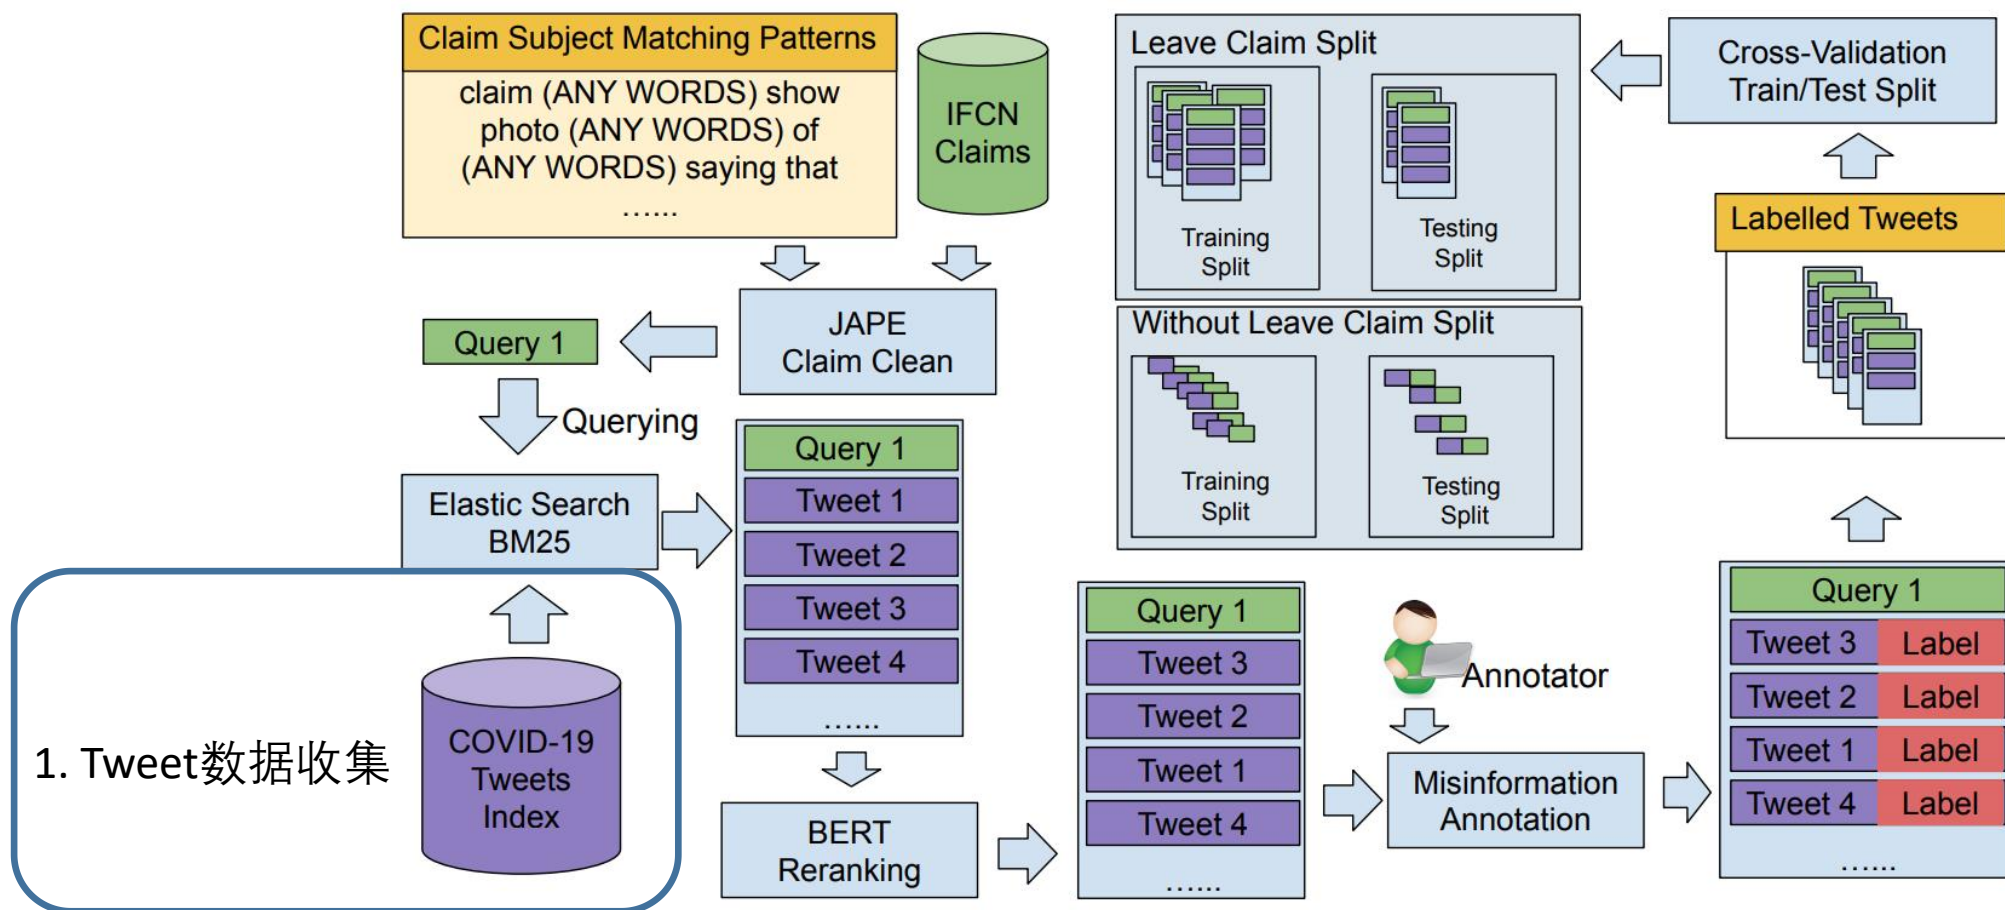 Claim Subject Matching Patterns
claim (ANY WORDS) show
photo (ANY WORDS) of
(ANY WORDS) saying that
…...
IFCN
Claims
JAPE
Claim Clean
Query 1
Querying
Elastic Search
BM25
1. Tweet数据收集
COVID-19
Tweets
Index
Query 1
Tweet 1
Tweet 2
Tweet 3
Tweet 4
…...
BERT
Reranking
Query 1
Tweet 3
Tweet 2
Tweet 1
Tweet 4
…...
Annotator
Misinformation
Annotation
Query 1
Tweet 3 Label
Tweet 2 Label
Tweet 1 Label
Tweet 4 Label
…...
Labelled Tweets
Cross-Validation
Train/Test Split
Leave Claim Split
Training
Split
Testing
Split
Without Leave Claim Split
Training
Split
Testing
Split